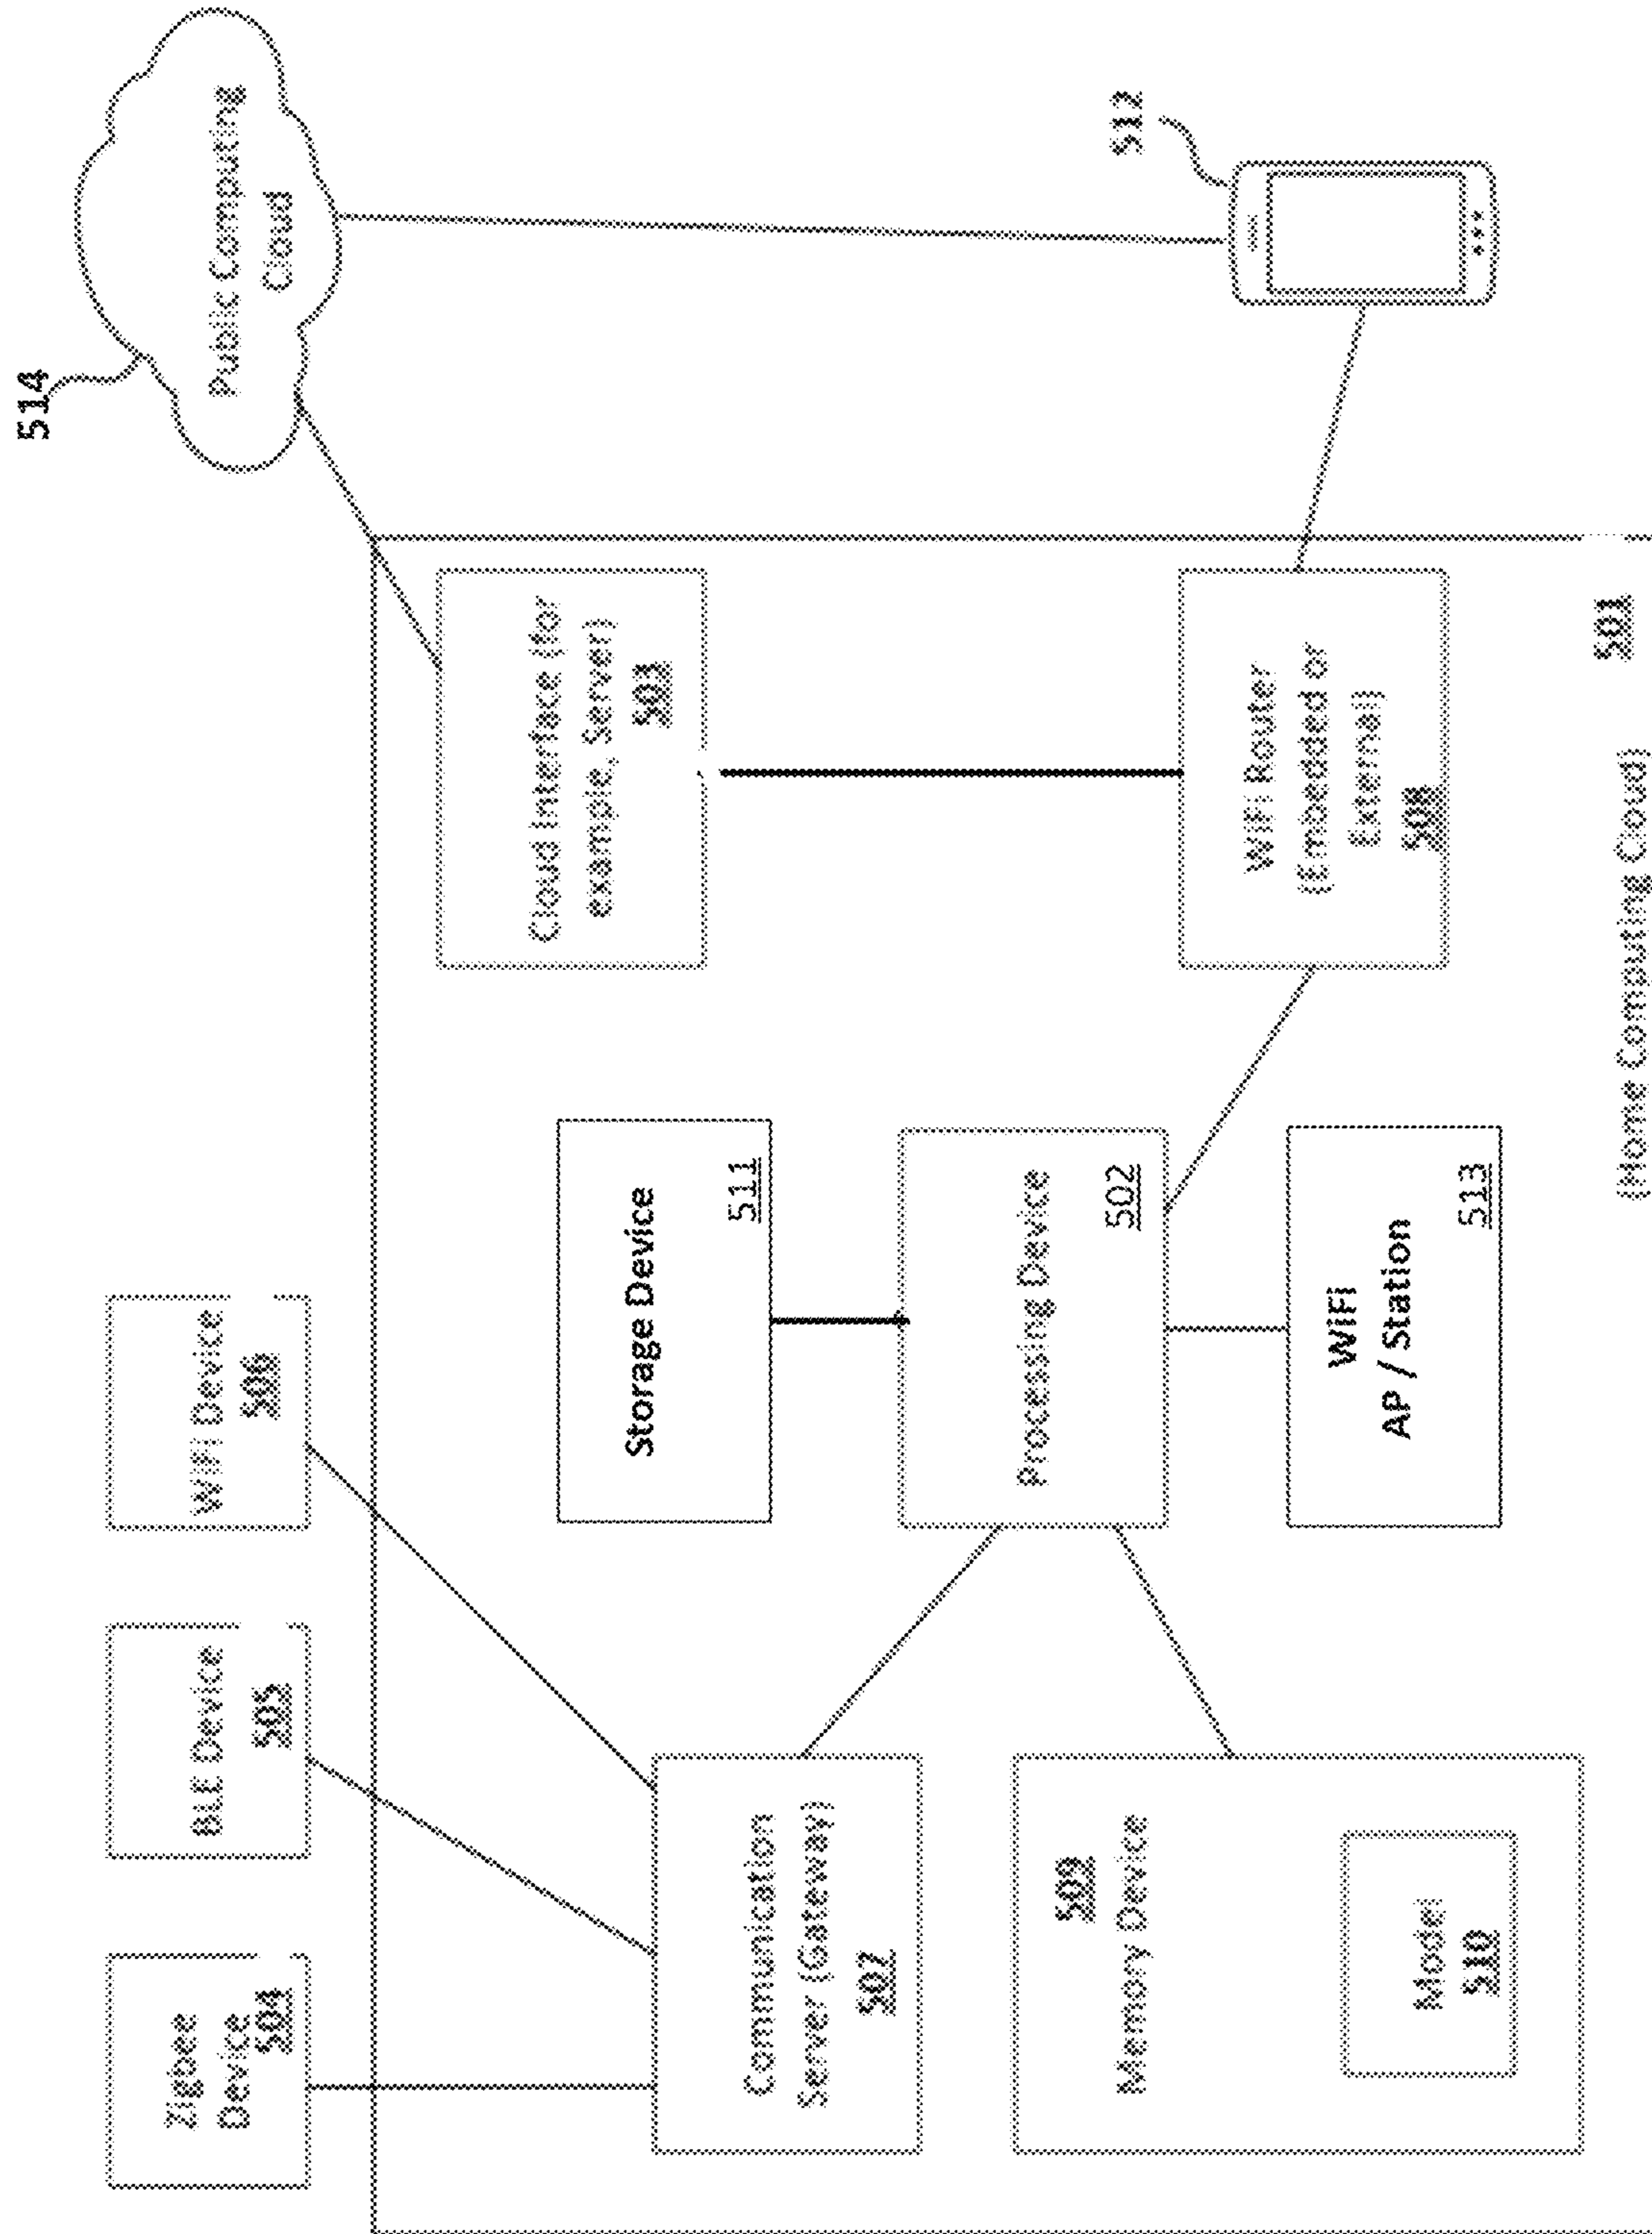 Zigbee
Device
504
BLE Device
505
WiFi Device
506
514
Public Computing
Cloud
Communication
Server (Gateway)
507
Storage Device
511
Cloud Interface (for
example, Server)
503
509
Memory Device
Model
510
Processing Device
502
WiFi
AP / Station
513
WiFi Router
(Embedded or
External)
508
512
501
(Home Computing Cloud)